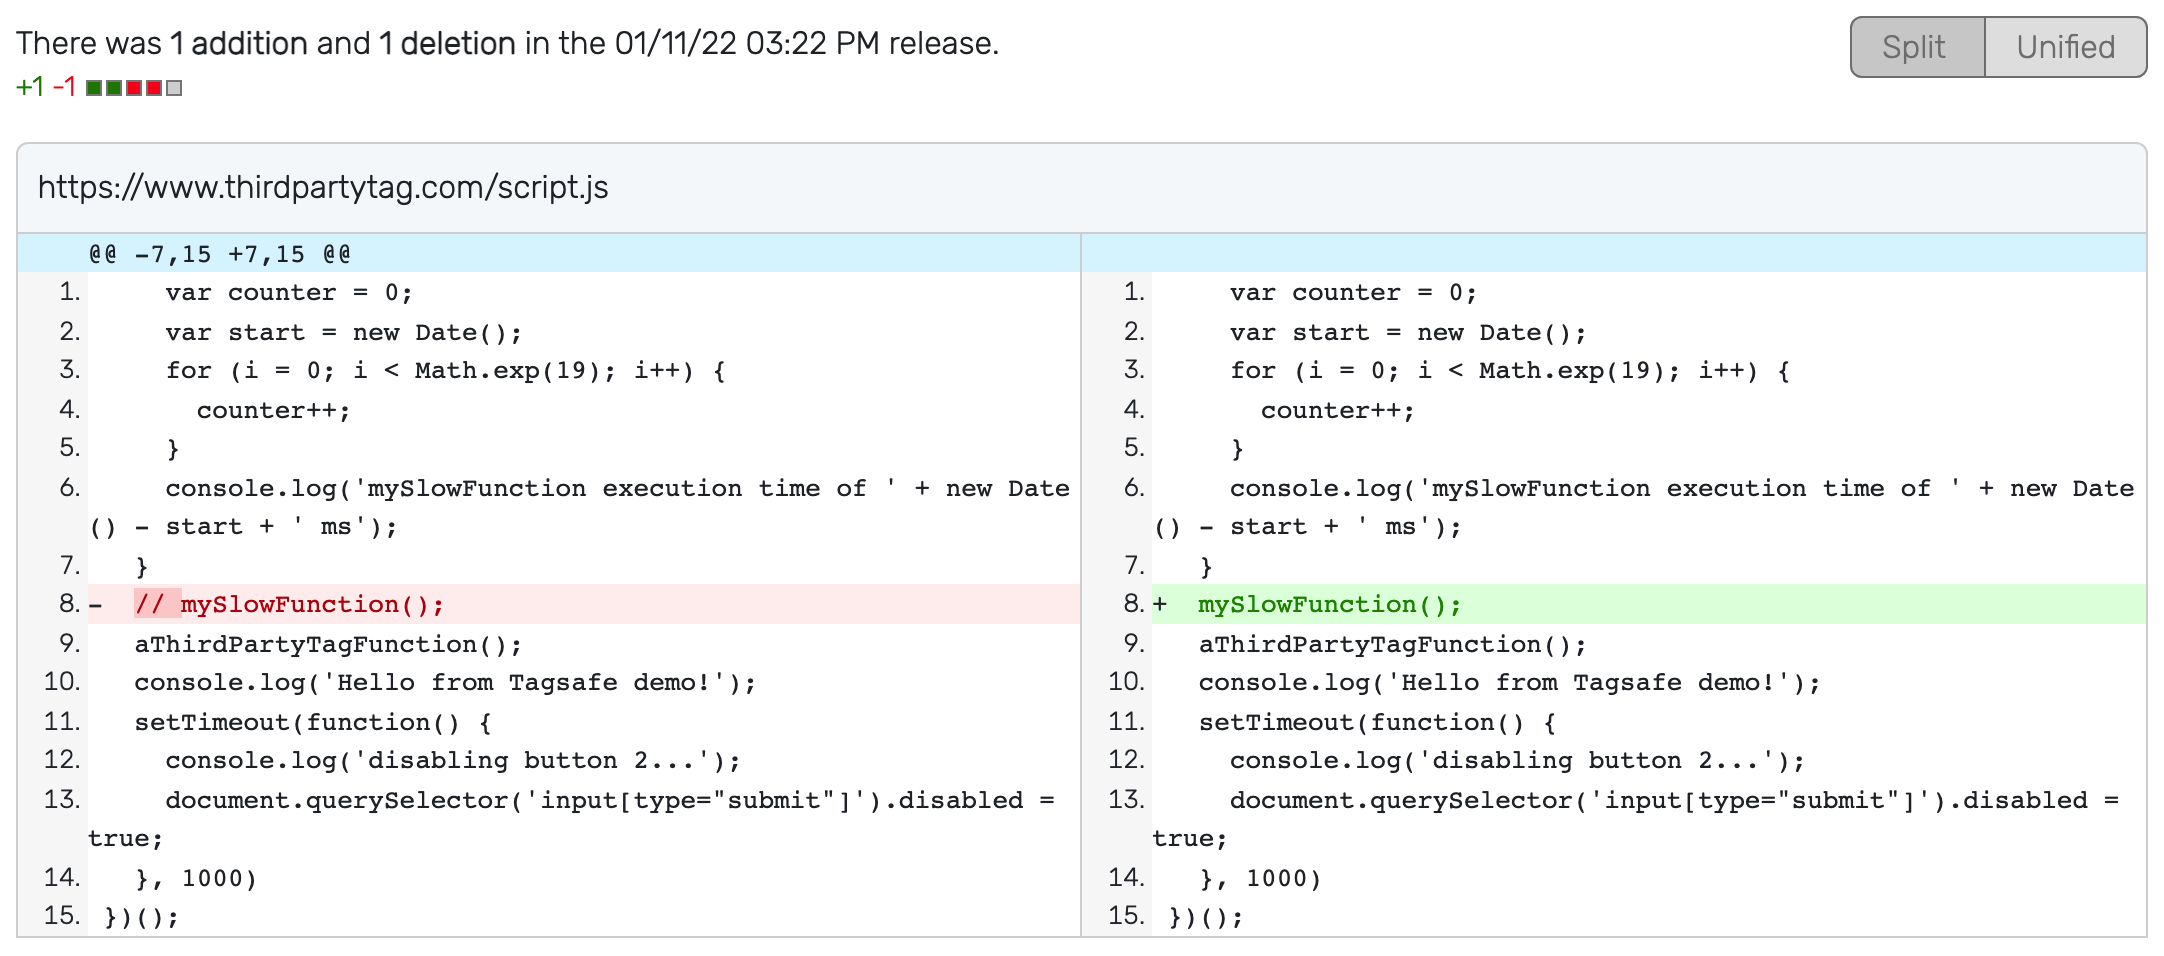 There was 1 addition and 1 deletion in the 01/11/22 03:22 PM release.
+1 -1
Split Unified
https://www.thirdpartytag.com/script.js
@@ -7,15 +7,15 @@
1. var counter = 0;
2. var start = new Date();
3. for (i = 0; i < Math.exp(19); i++) {
4. counter++;
5. }
6. console.log('mySlowFunction execution time of ' + new Date
() - start + ' ms');
7. }
8. - // mySlowFunction();
9. aThirdPartyTagFunction();
10. console.log('Hello from Tagsafe demo!');
11. setTimeout(function() {
12. console.log('disabling button 2...');
13. document.querySelector('input[type="submit"]').disabled =
true;
14. }, 1000)
15. })();
1. var counter = 0;
2. var start = new Date();
3. for (i = 0; i < Math.exp(19); i++) {
4. counter++;
5. }
6. console.log('mySlowFunction execution time of ' + new Date
() - start + ' ms');
7. }
8. + mySlowFunction();
9. aThirdPartyTagFunction();
10. console.log('Hello from Tagsafe demo!');
11. setTimeout(function() {
12. console.log('disabling button 2...');
13. document.querySelector('input[type="submit"]').disabled =
true;
14. }, 1000)
15. })();